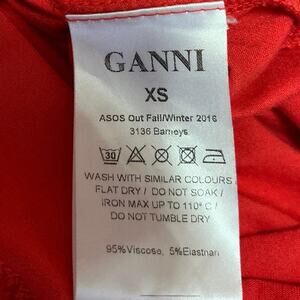 GANNI
XS
ASOS Out Fall/Winter 2016
3136 Barneys
30
WASH WITH SIMILAR COLOURS
FLAT DRY / DO NOT SOAK /
IRON MAX UP TO 110° C /
DO NOT TUMBLE DRY
95%Viscose, 5%Elasthan